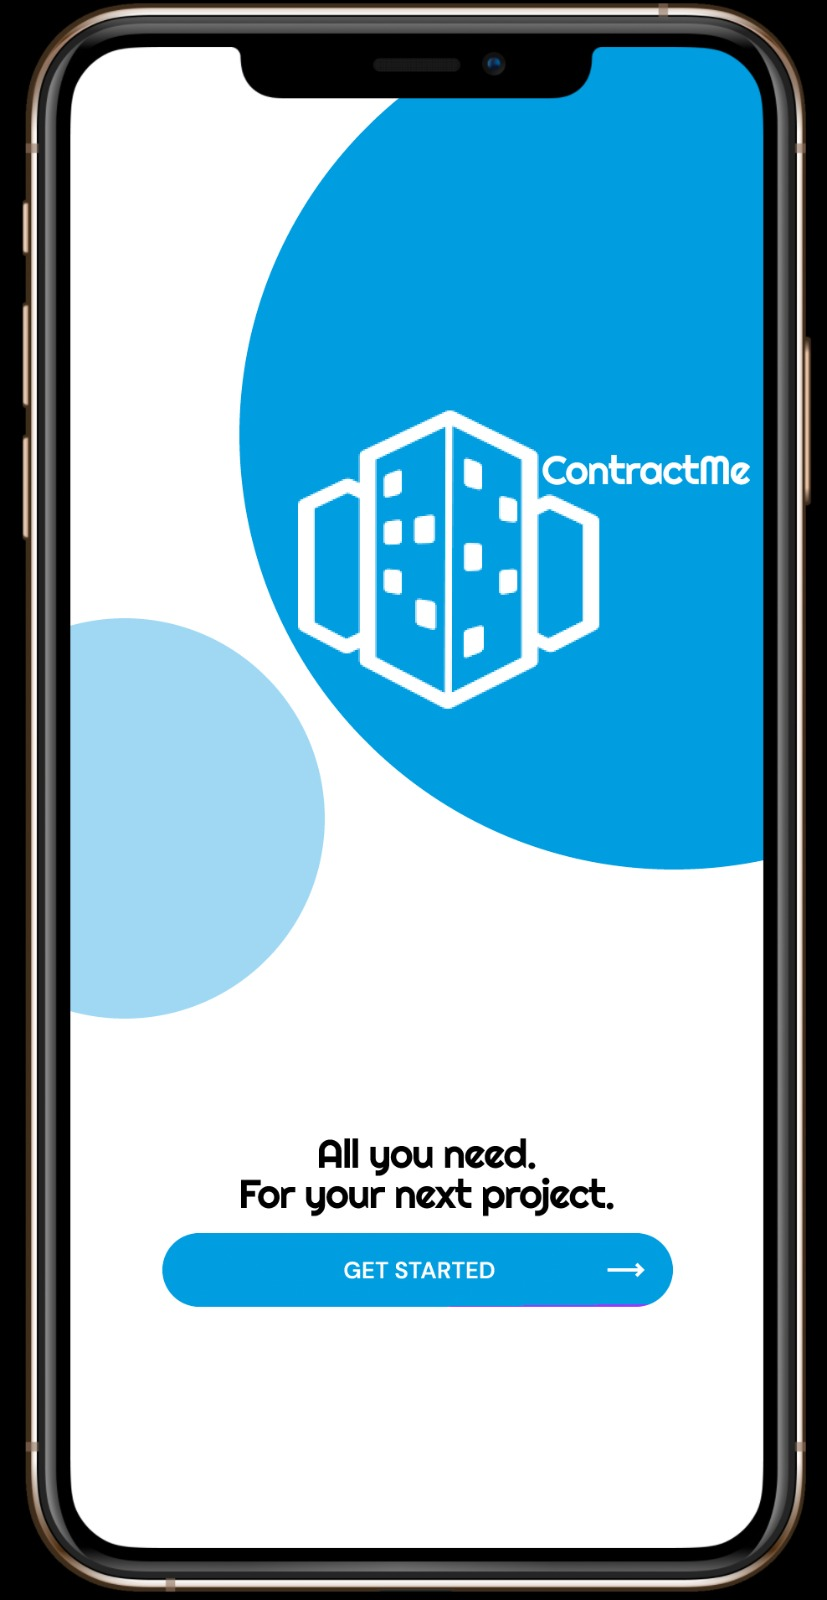 ContractMe
All you need.
For your next project.
GET STARTED